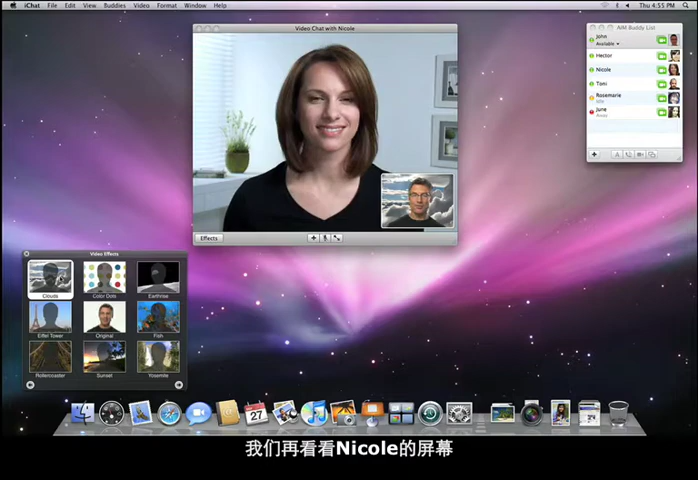 iChat File Edit View Buddies Video Format Window Help
Thu 4:55 PM
Video Chat with Nicole
AIM Buddy List
John
Available
Hector
Nicole
Toni
Rosemarie
Idle
June
Away
Effects
Video Effects
Clouds Color Dots Earthrise
Eiffel Tower Original Fish
Rollercoaster Sunset Yosemite
27
我们再看看Nicole的屏幕